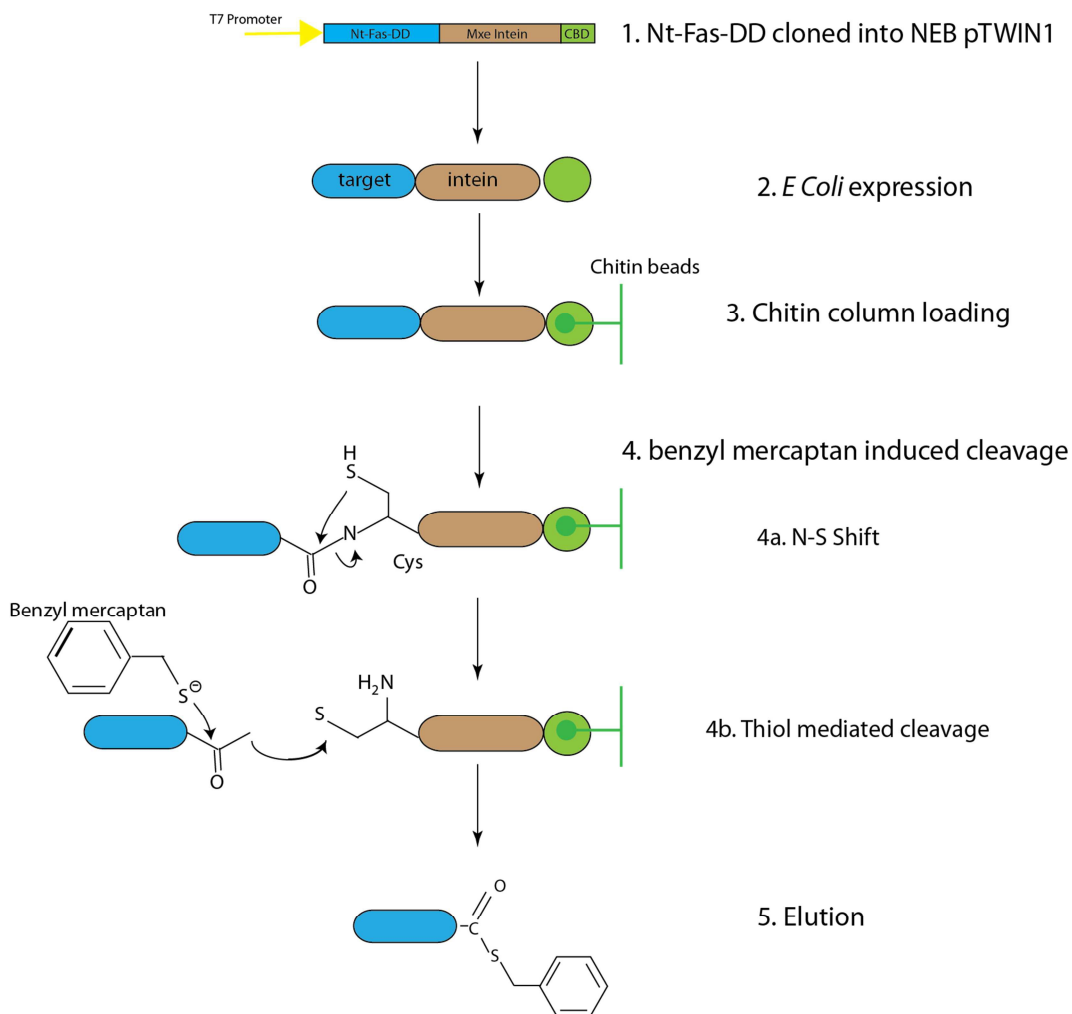 T7 Promoter
Nt-Fas-DD
Mxe Intein
CBD
1. Nt-Fas-DD cloned into NEB pTWIN1
target
intein
2. E Coli expression
Chitin beads
3. Chitin column loading
4. benzyl mercaptan induced cleavage
H
S
N
O
Cys
4a. N-S Shift
Benzyl mercaptan
S⊖
O
S
H₂N
4b. Thiol mediated cleavage
O
C
S
5. Elution